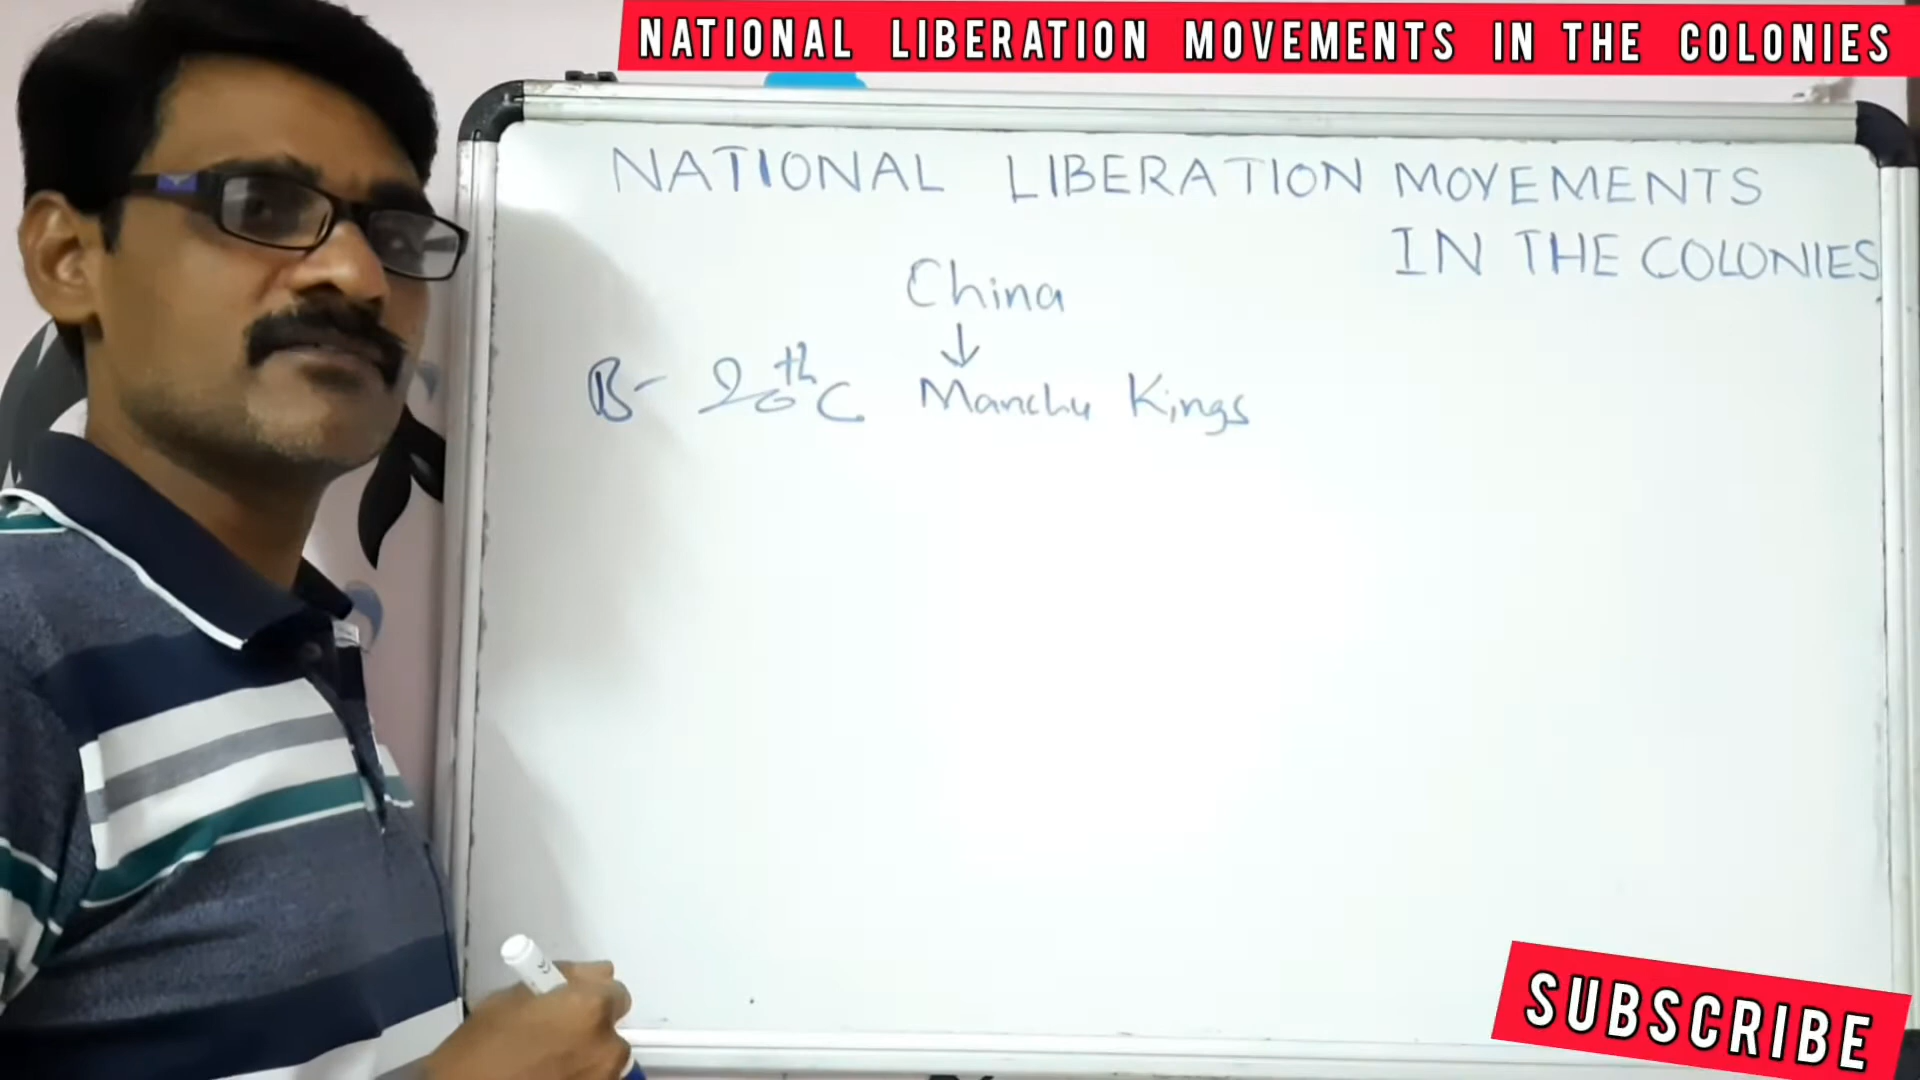 NATIONAL LIBERATION MOVEMENTS IN THE COLONIES
NATIONAL LIBERATION MOVEMENTS
IN THE COLONIES
China
↓
B- 20th C Manchu Kings
SUBSCRIBE